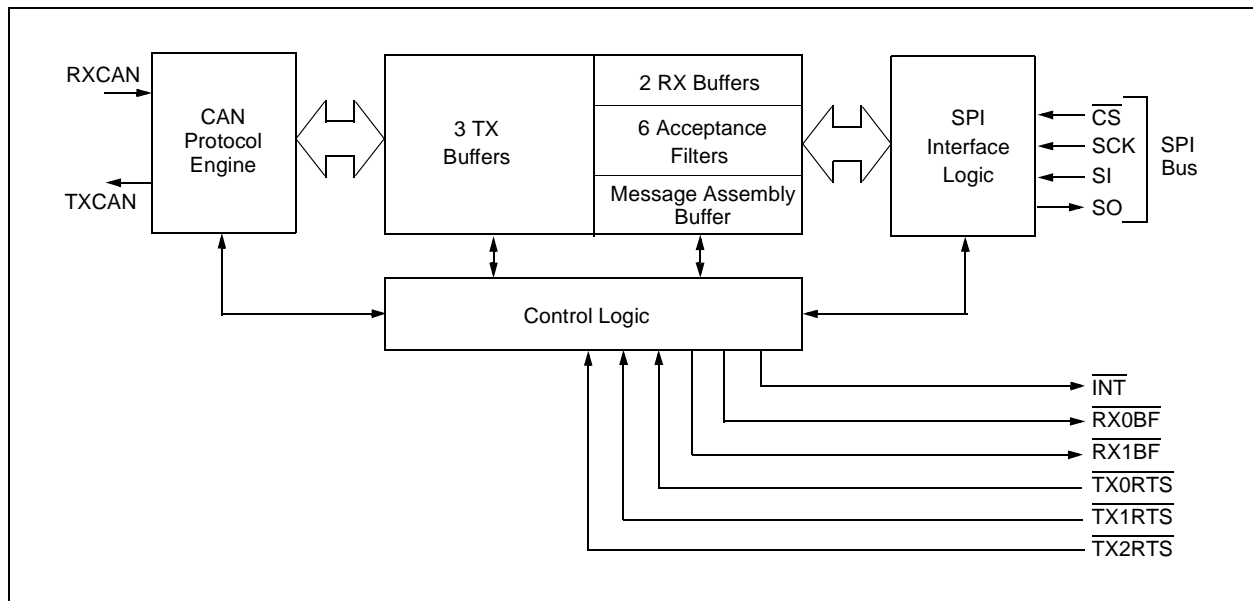 RXCAN
TXCAN
CAN
Protocol
Engine
3 TX
Buffers
2 RX Buffers
6 Acceptance
Filters
Message Assembly
Buffer
SPI
Interface
Logic
CS
SCK
SI
SO
SPI
Bus
Control Logic
INT
RX0BF
RX1BF
TX0RTS
TX1RTS
TX2RTS